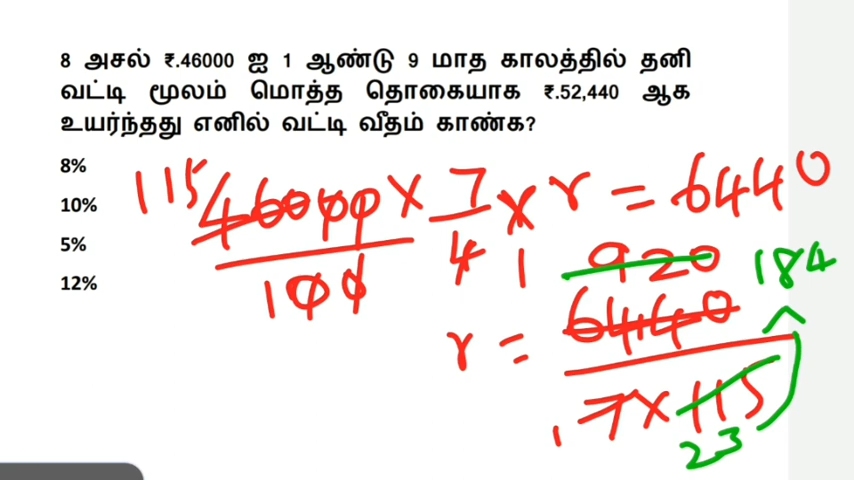 8 அசல் ₹.46000 ஐ 1 ஆண்டு 9 மாத காலத்தில் தனி
வட்டி மூலம் மொத்த தொகையாக ₹.52,440 ஆக
உயர்ந்தது எனில் வட்டி வீதம் காண்க?
8%
10%
5%
12%
115 46000 × 7 × r = 6440
100 4 1 920 184
r = 6440
1 7 × 115
23